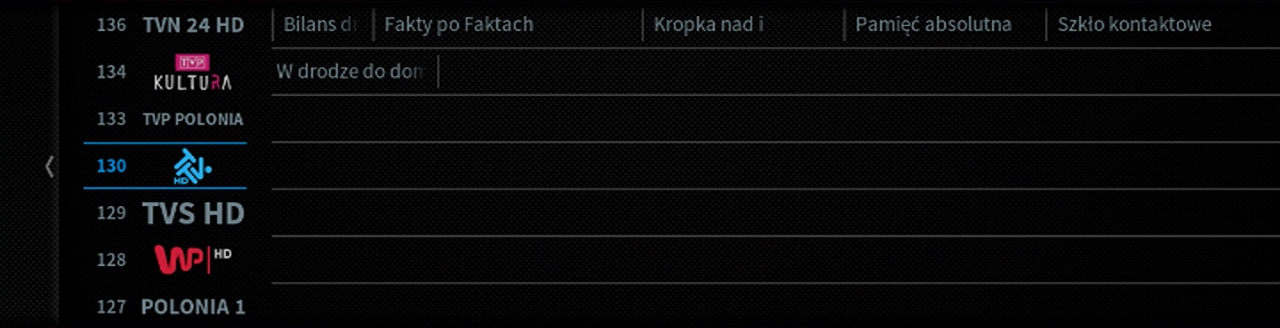 136 TVN 24 HD Bilans Fakty po Faktach Kropka nad i Pamięć absolutna Szkło kontaktowe
134 TVP KULTURA W drodze do
133 TVP POLONIA
130 HD
129 TVS HD
128 WP HD
127 POLONIA 1